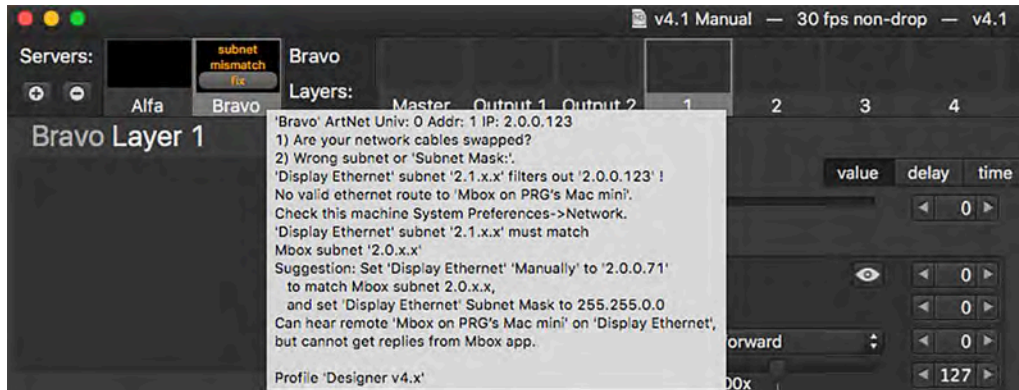 v4.1 Manual — 30 fps non-drop — v4.1
Servers:
subnet
mismatch
fix
Bravo
Layers:
Alfa
Bravo
Master
Output 1
Output 2
1
2
3
4
Bravo Layer 1
'Bravo' ArtNet Univ: 0 Addr: 1 IP: 2.0.0.123
1) Are your network cables swapped?
2) Wrong subnet or 'Subnet Mask:'.
'Display Ethernet' subnet '2.1.x.x' filters out '2.0.0.123' !
No valid ethernet route to 'Mbox on PRG's Mac mini'.
Check this machine System Preferences->Network.
'Display Ethernet' subnet '2.1.x.x' must match
Mbox subnet '2.0.x.x'
Suggestion: Set 'Display Ethernet' 'Manually' to '2.0.0.71'
to match Mbox subnet 2.0.x.x,
and set 'Display Ethernet' Subnet Mask to 255.255.0.0
Can hear remote 'Mbox on PRG's Mac mini' on 'Display Ethernet',
but cannot get replies from Mbox app.
Profile 'Designer v4.x'
value delay time
0
0
0
orward 0
00x 127